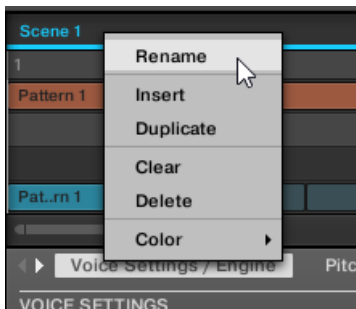 Scene 1
1
Rename
Pattern 1
Insert
Duplicate
Clear
Pat..rn 1
Delete
Color
Voice Settings / Engine
Pitc
VOICE SETTINGS